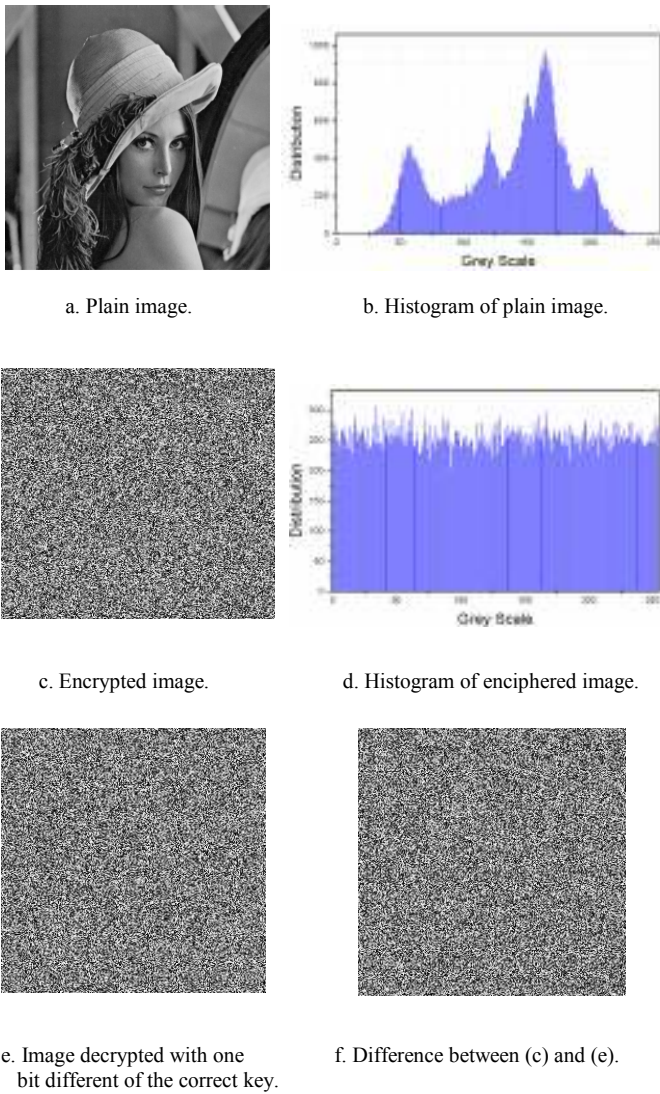 Distribution
Grey Scale
a. Plain image.
b. Histogram of plain image.
Distribution
Grey Scale
c. Encrypted image.
d. Histogram of enciphered image.
e. Image decrypted with one
bit different of the correct key.
f. Difference between (c) and (e).